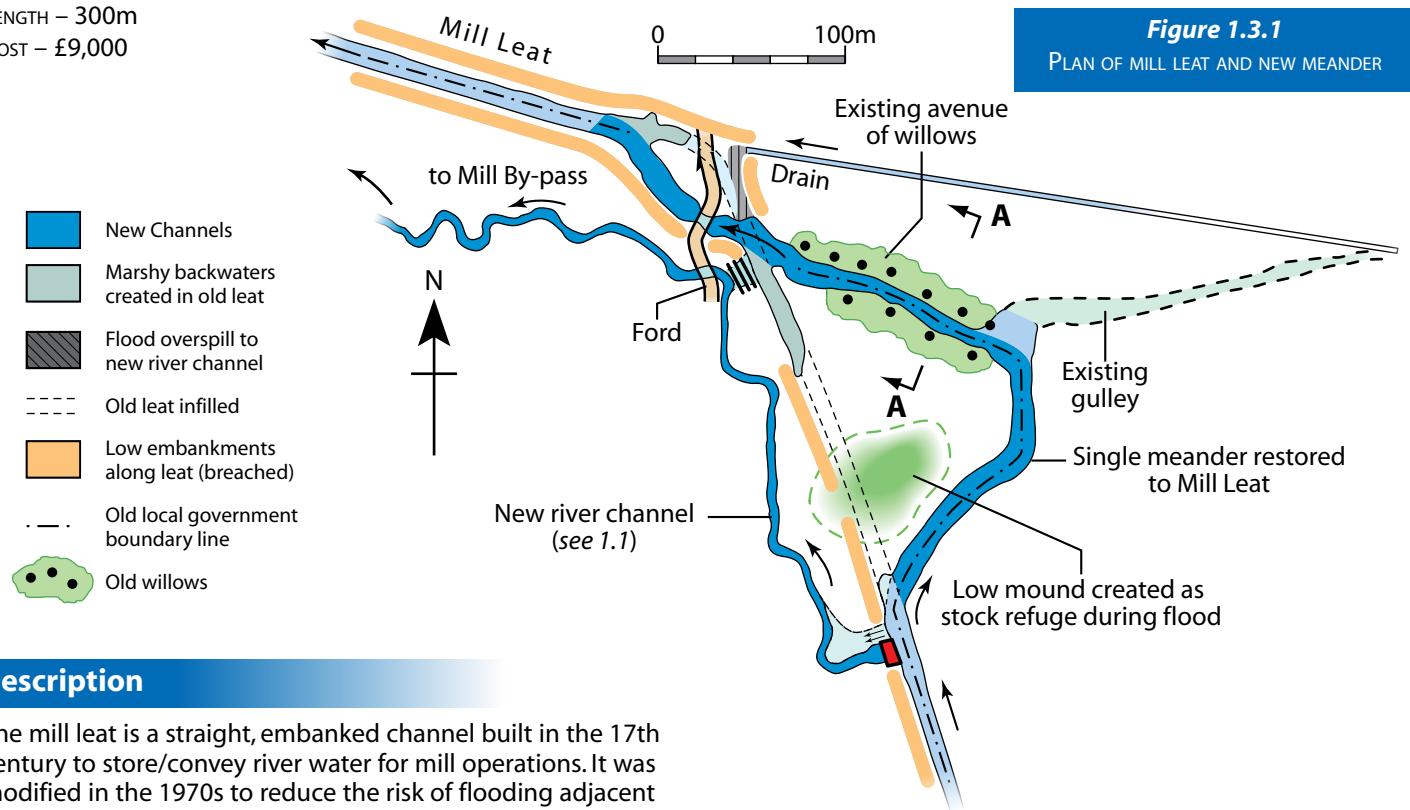 ENGTH – 300m
OST – £9,000
Mill Leat
0 100m
Figure 1.3.1
PLAN OF MILL LEAT AND NEW MEANDER
Existing avenue
of willows
to Mill By-pass
Drain
A
New Channels
Marshy backwaters
created in old leat
Flood overspill to
new river channel
Old leat infilled
Low embankments
along leat (breached)
Old local government
boundary line
Old willows
N
Ford
A
Existing
gulley
Single meander restored
to Mill Leat
New river channel
(see 1.1)
Low mound created as
stock refuge during flood
escription
he mill leat is a straight, embanked channel built in the 17th
entury to store/convey river water for mill operations. It was
modified in the 1970s to reduce the risk of flooding adjacent